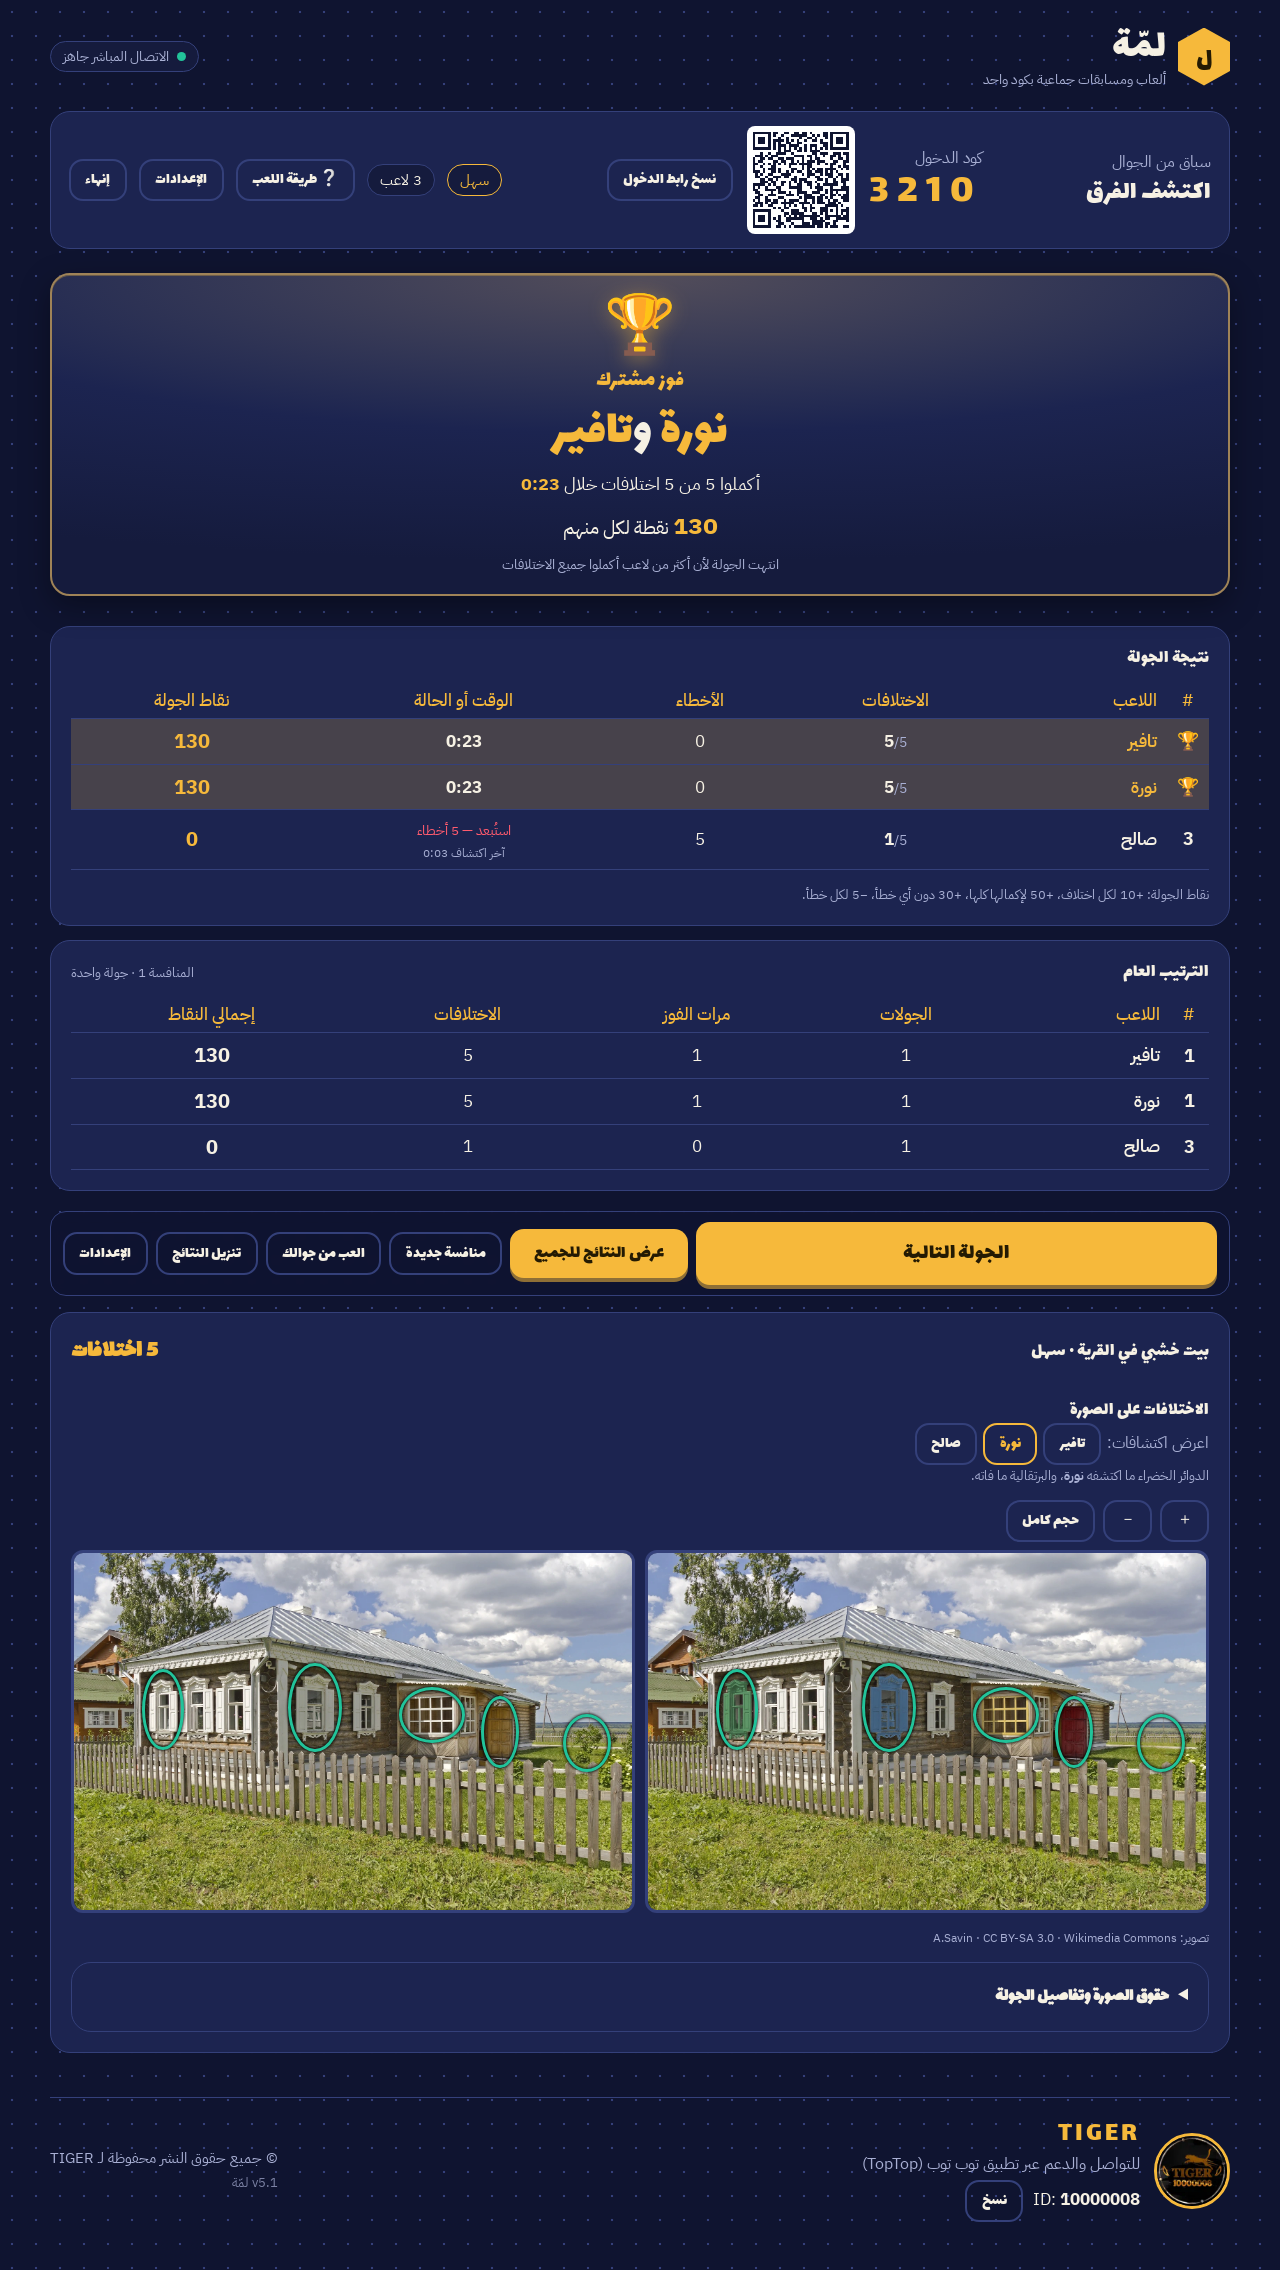 ل
لمّة
ألعاب ومسابقات جماعية بكود واحد
الاتصال المباشر جاهز
سباق من الجوال
اكتشف الفرق
كود الدخول
3210
نسخ رابط الدخول
سهل
3 لاعب
❔ طريقة اللعب
الإعدادات
إنهاء
فوز مشترك
نورة وتافير
أكملوا 5 من 5 اختلافات خلال 0:23
130 نقطة لكل منهم
انتهت الجولة لأن أكثر من لاعب أكملوا جميع الاختلافات
نتيجة الجولة
# اللاعب الاختلافات الأخطاء الوقت أو الحالة نقاط الجولة
تافير 5/5 0 0:23 130
نورة 5/5 0 0:23 130
3 صالح 1/5 5 استُبعد — 5 أخطاء 0
آخر اكتشاف 0:03
نقاط الجولة: +10 لكل اختلاف، +50 لإكمالها كلها، +30 دون أي خطأ، −5 لكل خطأ.
الترتيب العام
المنافسة 1 · جولة واحدة
# اللاعب الجولات مرات الفوز الاختلافات إجمالي النقاط
1 تافير 1 1 5 130
1 نورة 1 1 5 130
3 صالح 1 0 1 0
الجولة التالية
عرض النتائج للجميع
منافسة جديدة
العب من جوالك
تنزيل النتائج
الإعدادات
بيت خشبي في القرية · سهل
5 اختلافات
الاختلافات على الصورة
اعرض اكتشافات: تافير نورة صالح
الدوائر الخضراء ما اكتشفه نورة، والبرتقالية ما فاته.
+ − حجم كامل
تصوير: A.Savin · CC BY-SA 3.0 · Wikimedia Commons
حقوق الصورة وتفاصيل الجولة
TIGER
10000008
TIGER
للتواصل والدعم عبر تطبيق توب توب (TopTop)
ID: 10000008
نسخ
© جميع حقوق النشر محفوظة لـ TIGER
لمّة v5.1